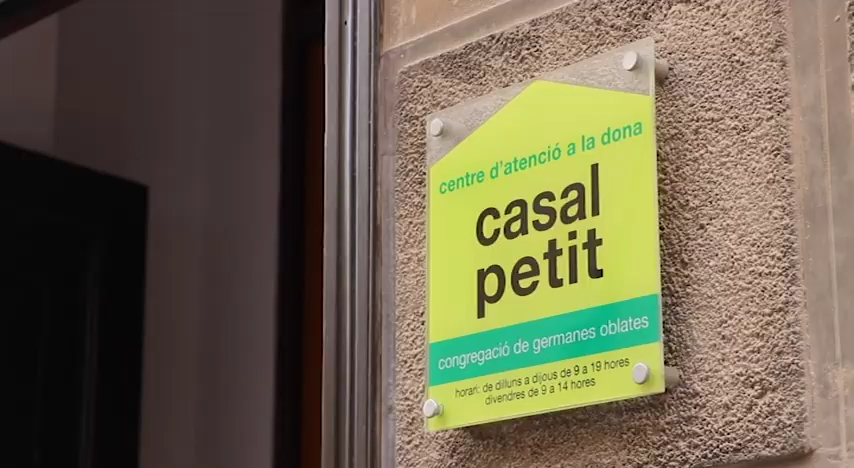 centre d'atenció a la dona
casal
petit
congregació de germanes oblates
horari: de dilluns a dijous de 9 a 19 hores
divendres de 9 a 14 hores